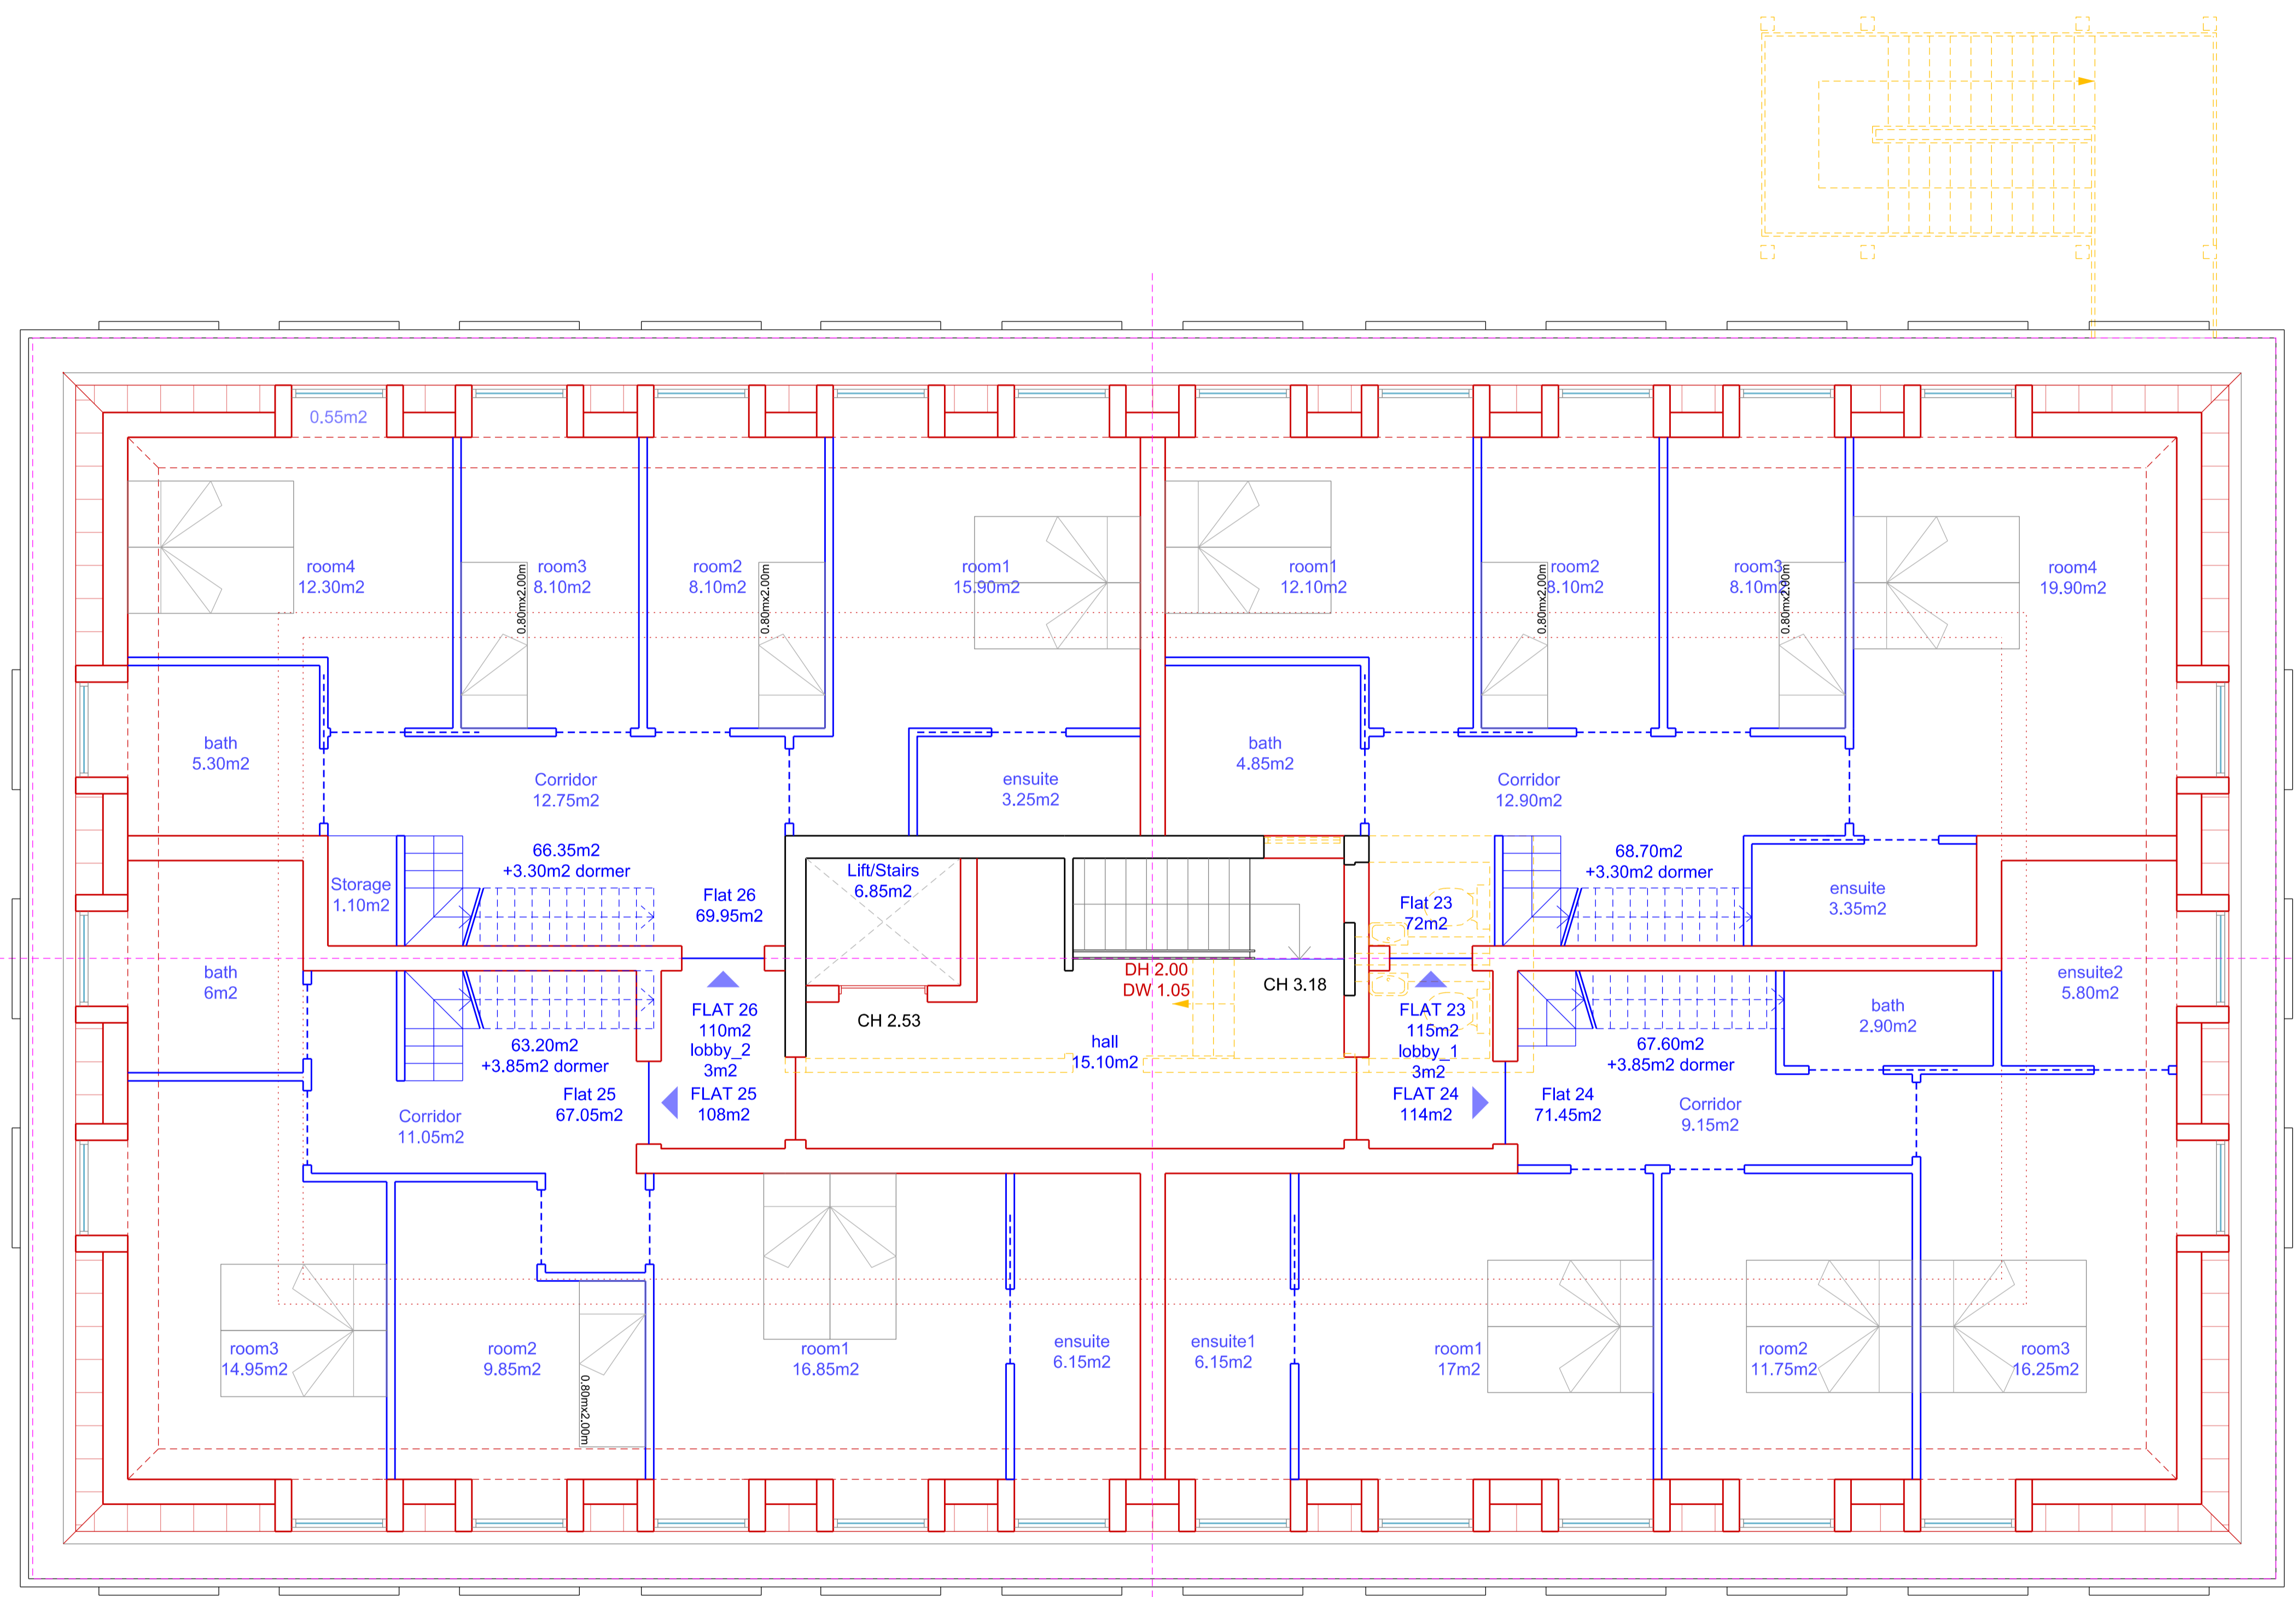 0.55m2
room4
12.30m2
room3
8.10m2
room2
8.10m2
room1
15.90m2
room1
12.10m2
room2
8.10m2
room3
8.10m2
room4
19.90m2
0.80mx2.00m
0.80mx2.00m
0.80mx2.00m
0.80mx2.90m
bath
5.30m2
Corridor
12.75m2
ensuite
3.25m2
bath
4.85m2
Corridor
12.90m2
66.35m2
+3.30m2 dormer
Storage
1.10m2
Flat 26
69.95m2
Lift/Stairs
6.85m2
Flat 23
72m2
68.70m2
+3.30m2 dormer
ensuite
3.35m2
bath
6m2
DH 2.00
DW 1.05
CH 3.18
CH 2.53
ensuite2
5.80m2
bath
2.90m2
FLAT 26
110m2
lobby_2
3m2
FLAT 25
108m2
hall
15.10m2
FLAT 23
115m2
lobby_1
3m2
FLAT 24
114m2
63.20m2
+3.85m2 dormer
67.60m2
+3.85m2 dormer
Flat 25
67.05m2
Flat 24
71.45m2
Corridor
11.05m2
Corridor
9.15m2
room3
14.95m2
room2
9.85m2
0.80mx2.00m
room1
16.85m2
ensuite
6.15m2
ensuite1
6.15m2
room1
17m2
room2
11.75m2
room3
16.25m2